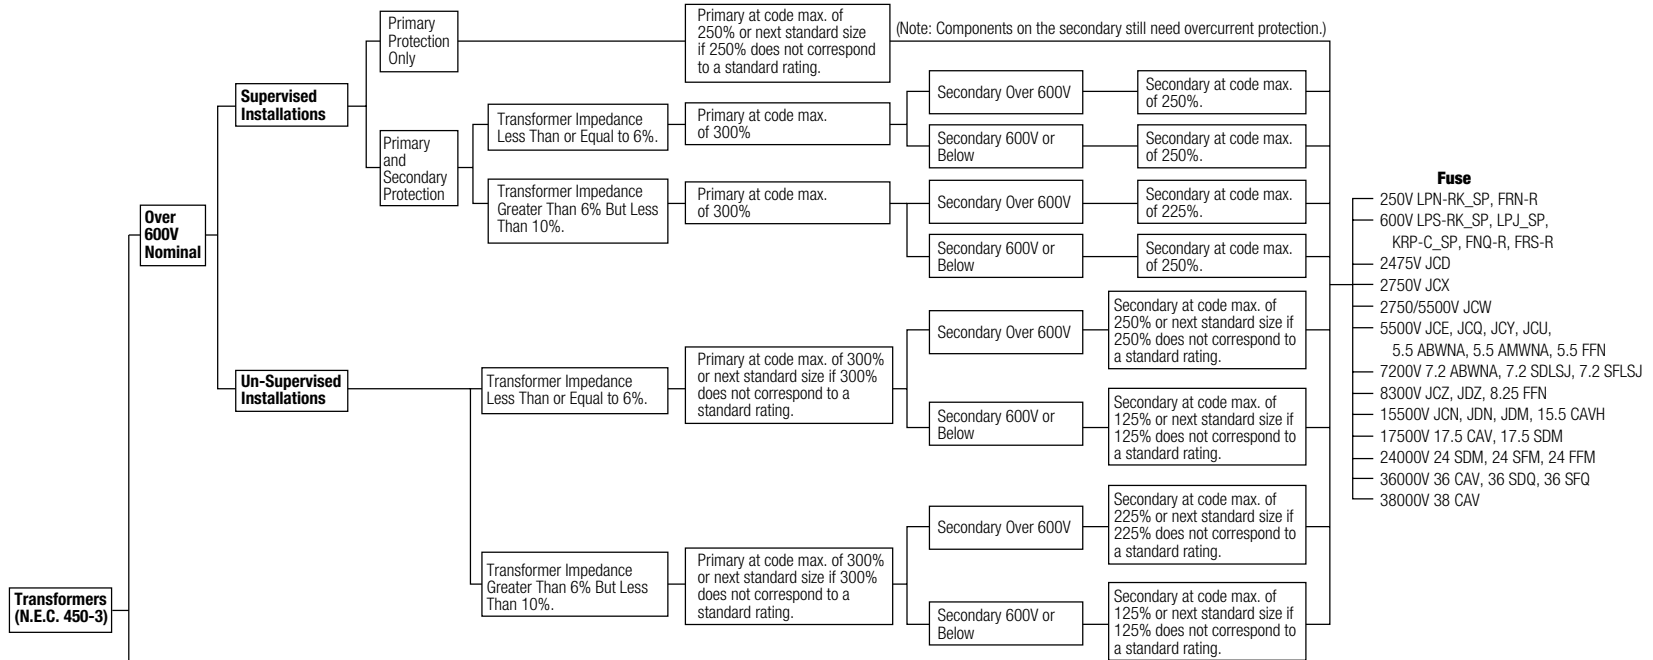 Primary
Protection
Only
Primary at code max. of
250% or next standard size
if 250% does not correspond
to a standard rating.
(Note: Components on the secondary still need overcurrent protection.)
Supervised
Installations
Primary
and
Secondary
Protection
Transformer Impedance
Less Than or Equal to 6%.
Primary at code max.
of 300%
Secondary Over 600V
Secondary at code max.
of 250%.
Secondary 600V or
Below
Secondary at code max.
of 250%.
Transformer Impedance
Greater Than 6% But Less
Than 10%.
Primary at code max.
of 300%
Secondary Over 600V
Secondary at code max.
of 225%.
Secondary 600V or
Below
Secondary at code max.
of 250%.
Over
600V
Nominal
Un-Supervised
Installations
Transformer Impedance
Less Than or Equal to 6%.
Primary at code max. of 300%
or next standard size if 300%
does not correspond to a
standard rating.
Secondary Over 600V
Secondary at code max. of
250% or next standard size if
250% does not correspond to
a standard rating.
Secondary 600V or
Below
Secondary at code max. of
125% or next standard size if
125% does not correspond to
a standard rating.
Transformer Impedance
Greater Than 6% But Less
Than 10%.
Primary at code max. of 300%
or next standard size if 300%
does not correspond to a
standard rating.
Secondary Over 600V
Secondary at code max. of
225% or next standard size if
225% does not correspond to
a standard rating.
Secondary 600V or
Below
Secondary at code max. of
125% or next standard size if
125% does not correspond to
a standard rating.
Transformers
(N.E.C. 450-3)
Fuse
250V LPN-RK_SP, FRN-R
600V LPS-RK_SP, LPJ_SP,
KRP-C_SP, FNQ-R, FRS-R
2475V JCD
2750V JCX
2750/5500V JCW
5500V JCE, JCQ, JCY, JCU,
5.5 ABWNA, 5.5 AMWNA, 5.5 FFN
7200V 7.2 ABWNA, 7.2 SDLSJ, 7.2 SFLSJ
8300V JCZ, JDZ, 8.25 FFN
15500V JCN, JDN, JDM, 15.5 CAVH
17500V 17.5 CAV, 17.5 SDM
24000V 24 SDM, 24 SFM, 24 FFM
36000V 36 CAV, 36 SDQ, 36 SFQ
38000V 38 CAV